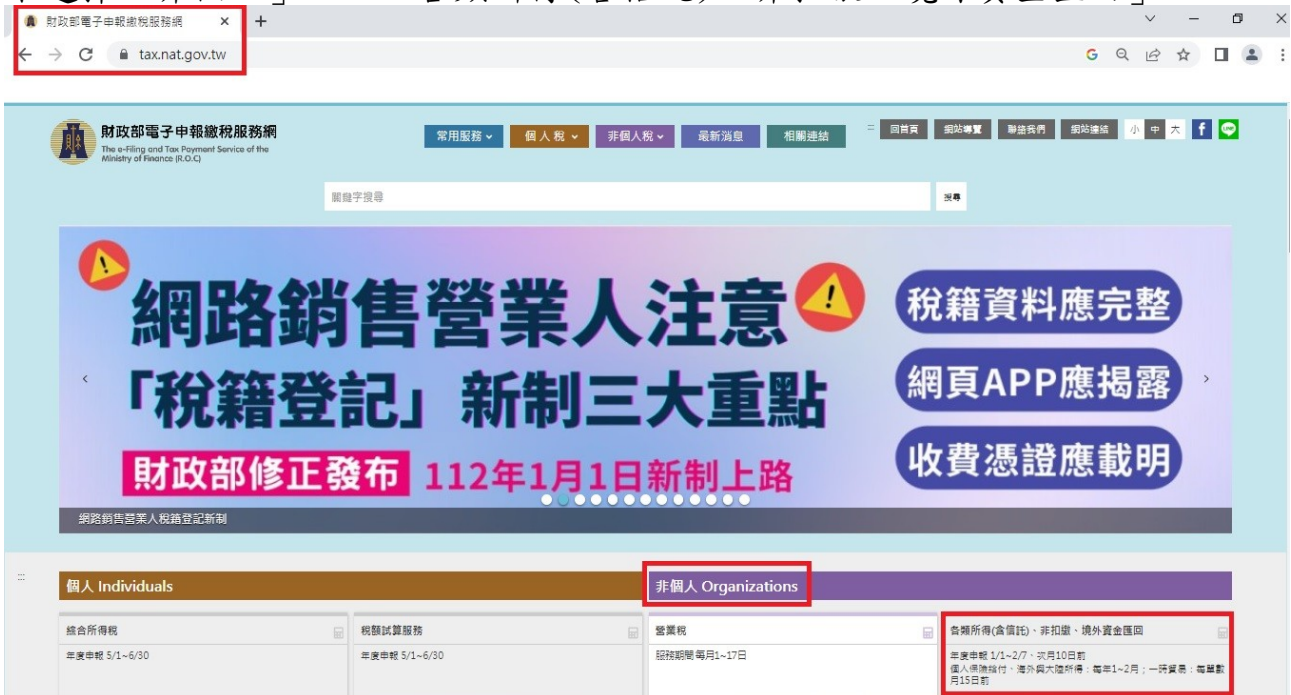 財政部電子申報繳稅服務網
tax.nat.gov.tw
財政部電子申報繳稅服務網
The e-Filing and Tax Payment Service of the
Ministry of Finance (R.O.C)
常用服務 個人稅 非個人稅 最新消息 相關連結
回首頁 網站導覽 聯絡我們 網站連結 小 中 大
關鍵字搜尋 搜尋
網路銷售營業人注意
「稅籍登記」新制三大重點
財政部修正發布 112年1月1日新制上路
稅籍資料應完整
網頁APP應揭露
收費憑證應載明
網路銷售營業人稅籍登記新制
個人 Individuals
非個人 Organizations
綜合所得稅
年度申報 5/1~6/30
稅額試算服務
年度申報 5/1~6/30
營業稅
服務期間 每月1~17日
各類所得(含信託)、非扣繳、境外資金匯回
年度申報 1/1~2/7、次月10日前
個人保險給付、海外與大陸所得：每年1~2月；一時貿易：每單數
月15日前